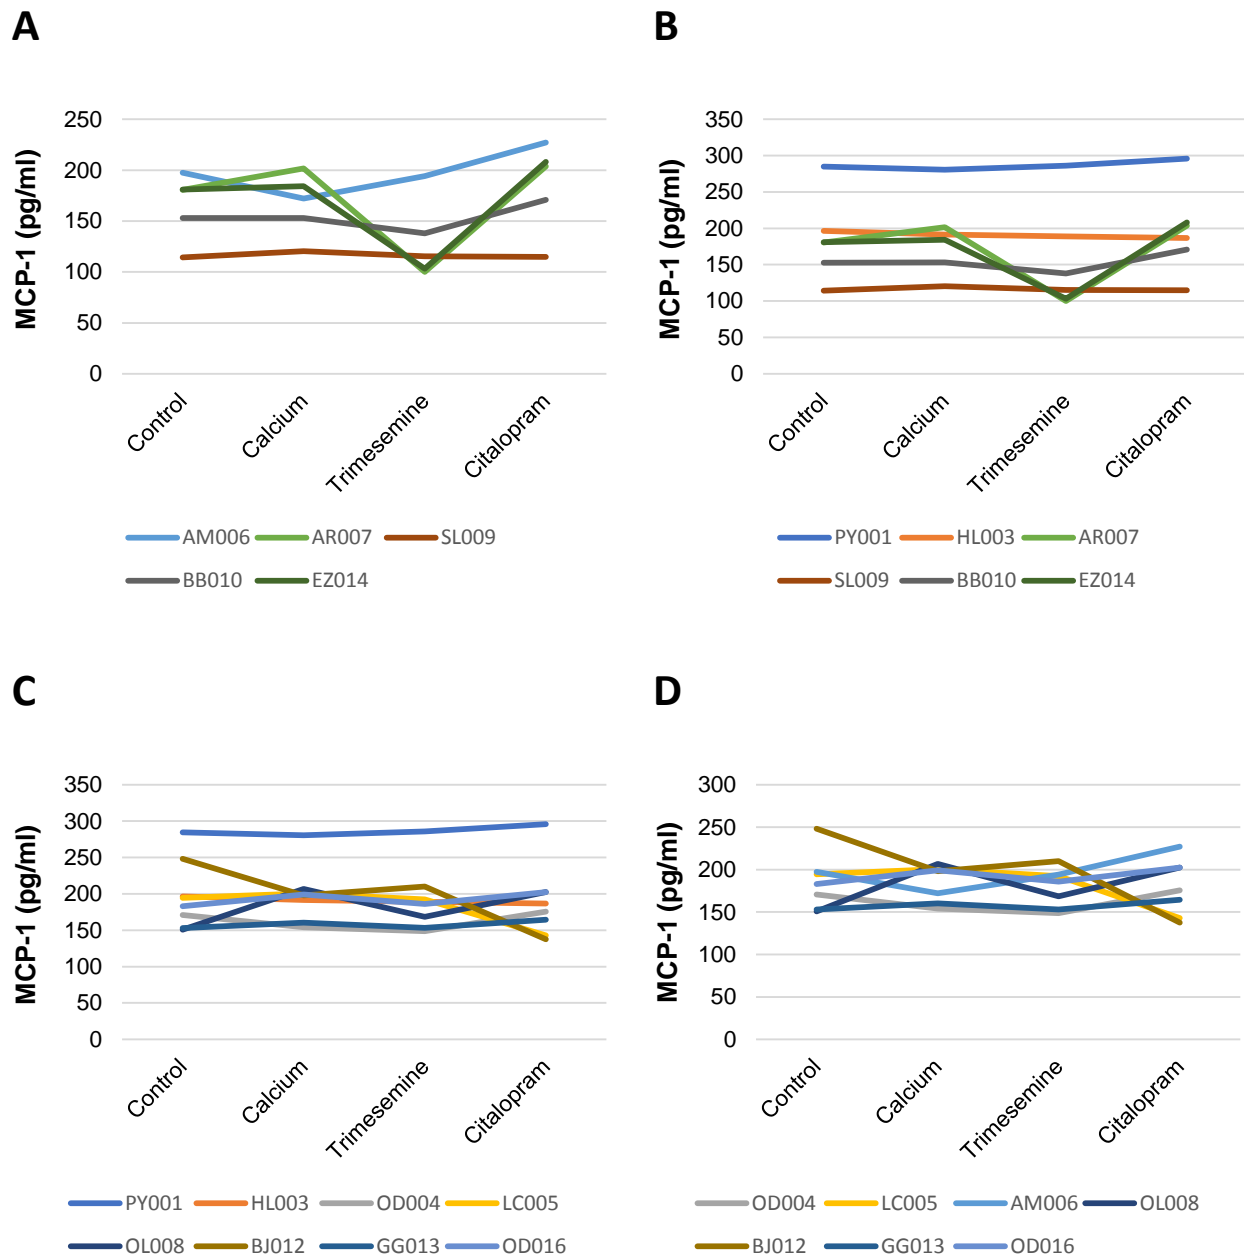 A
MCP-1 (pg/ml)
250
200
150
100
50
0
Control
Calcium
Trimesemine
Citalopram
AM006 AR007 SL009
BB010 EZ014
B
MCP-1 (pg/ml)
350
300
250
200
150
100
50
0
Control
Calcium
Trimesemine
Citalopram
PY001 HL003 AR007
SL009 BB010 EZ014
C
MCP-1 (pg/ml)
350
300
250
200
150
100
50
0
Control
Calcium
Trimesemine
Citalopram
PY001 HL003 OD004 LC005
OL008 BJ012 GG013 OD016
D
MCP-1 (pg/ml)
300
250
200
150
100
50
0
Control
Calcium
Trimesemine
Citalopram
OD004 LC005 AM006 OL008
BJ012 GG013 OD016